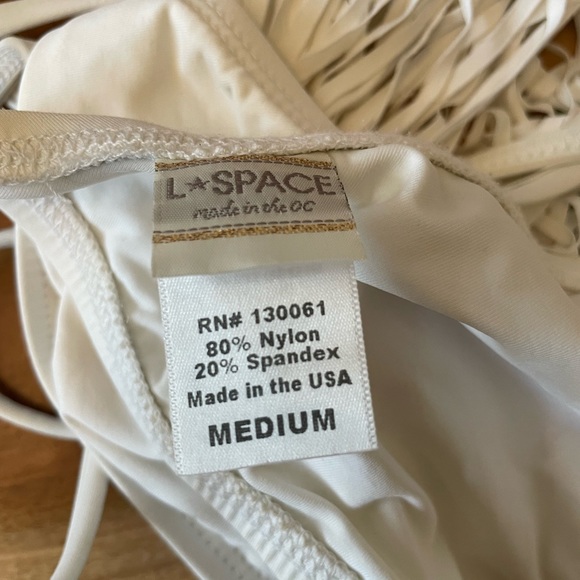 L★SPACE
made in the OC
RN# 130061
80% Nylon
20% Spandex
Made in the USA
MEDIUM